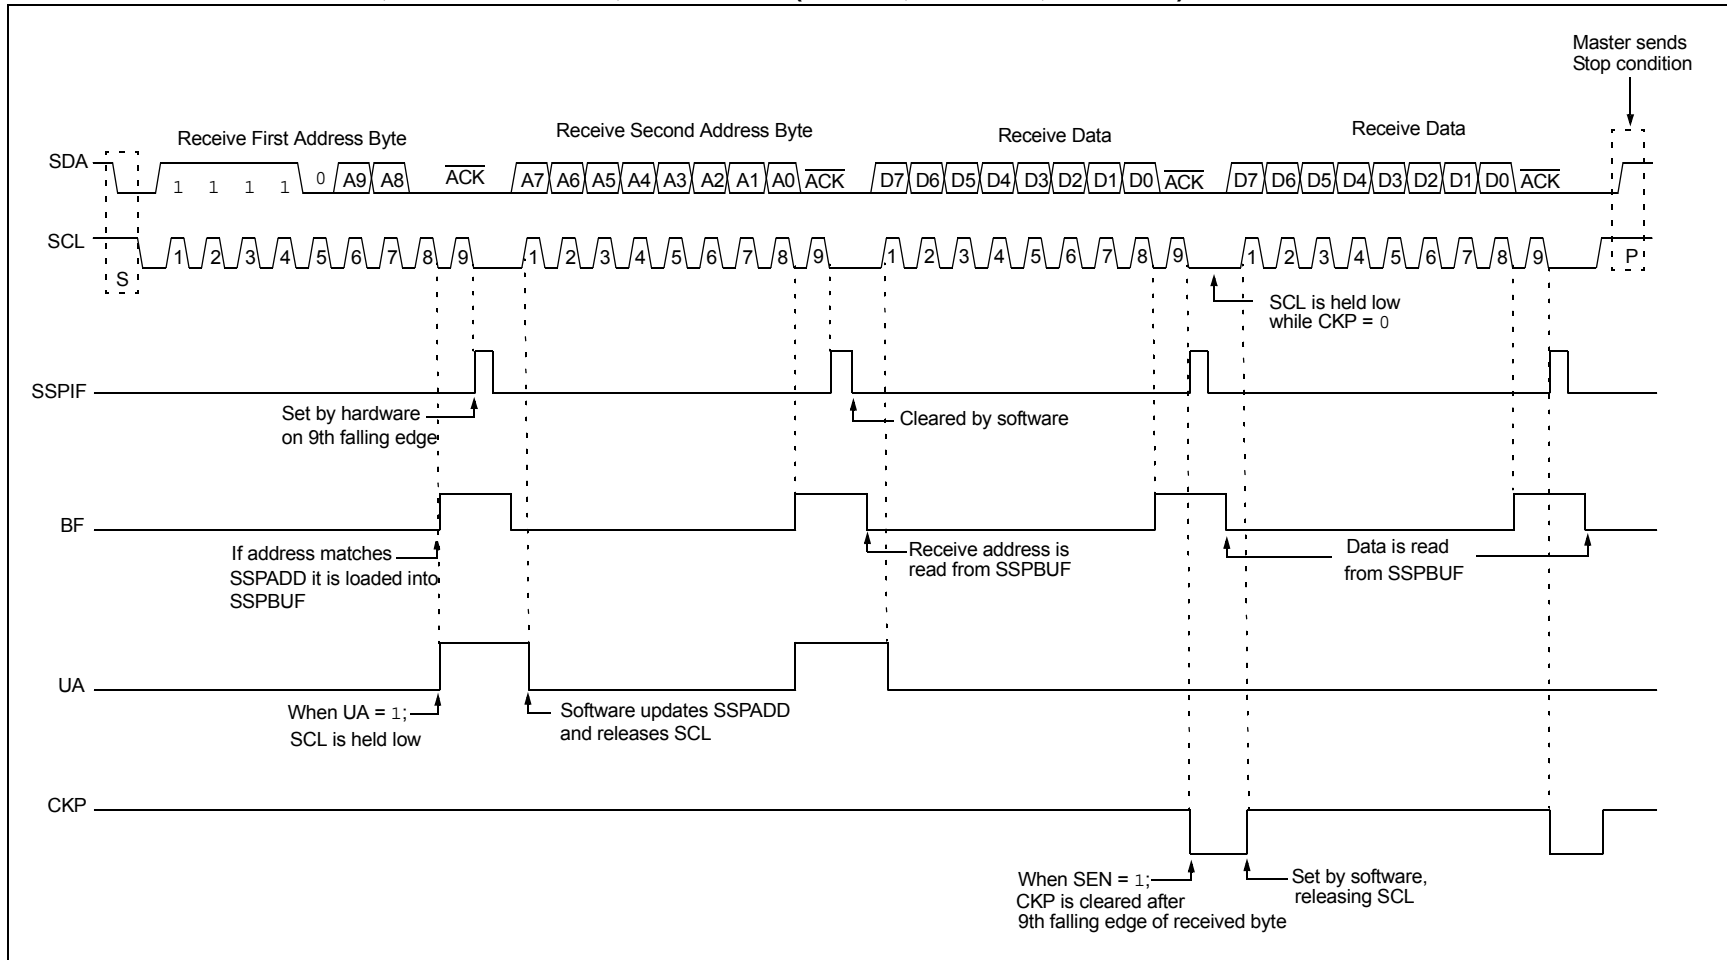 Master sends
Stop condition
Receive First Address Byte
Receive Second Address Byte
Receive Data
Receive Data
SDA
1 1 1 1 0 A9 A8 ACK A7 A6 A5 A4 A3 A2 A1 A0 ACK D7 D6 D5 D4 D3 D2 D1 D0 ACK D7 D6 D5 D4 D3 D2 D1 D0 ACK
SCL
S 1 2 3 4 5 6 7 8 9 1 2 3 4 5 6 7 8 9 1 2 3 4 5 6 7 8 9 1 2 3 4 5 6 7 8 9 P
SCL is held low
while CKP = 0
SSPIF
Set by hardware
on 9th falling edge
Cleared by software
BF
If address matches
SSPADD it is loaded into
SSPBUF
Receive address is
read from SSPBUF
Data is read
from SSPBUF
UA
When UA = 1;
SCL is held low
Software updates SSPADD
and releases SCL
CKP
When SEN = 1;
CKP is cleared after
9th falling edge of received byte
Set by software,
releasing SCL